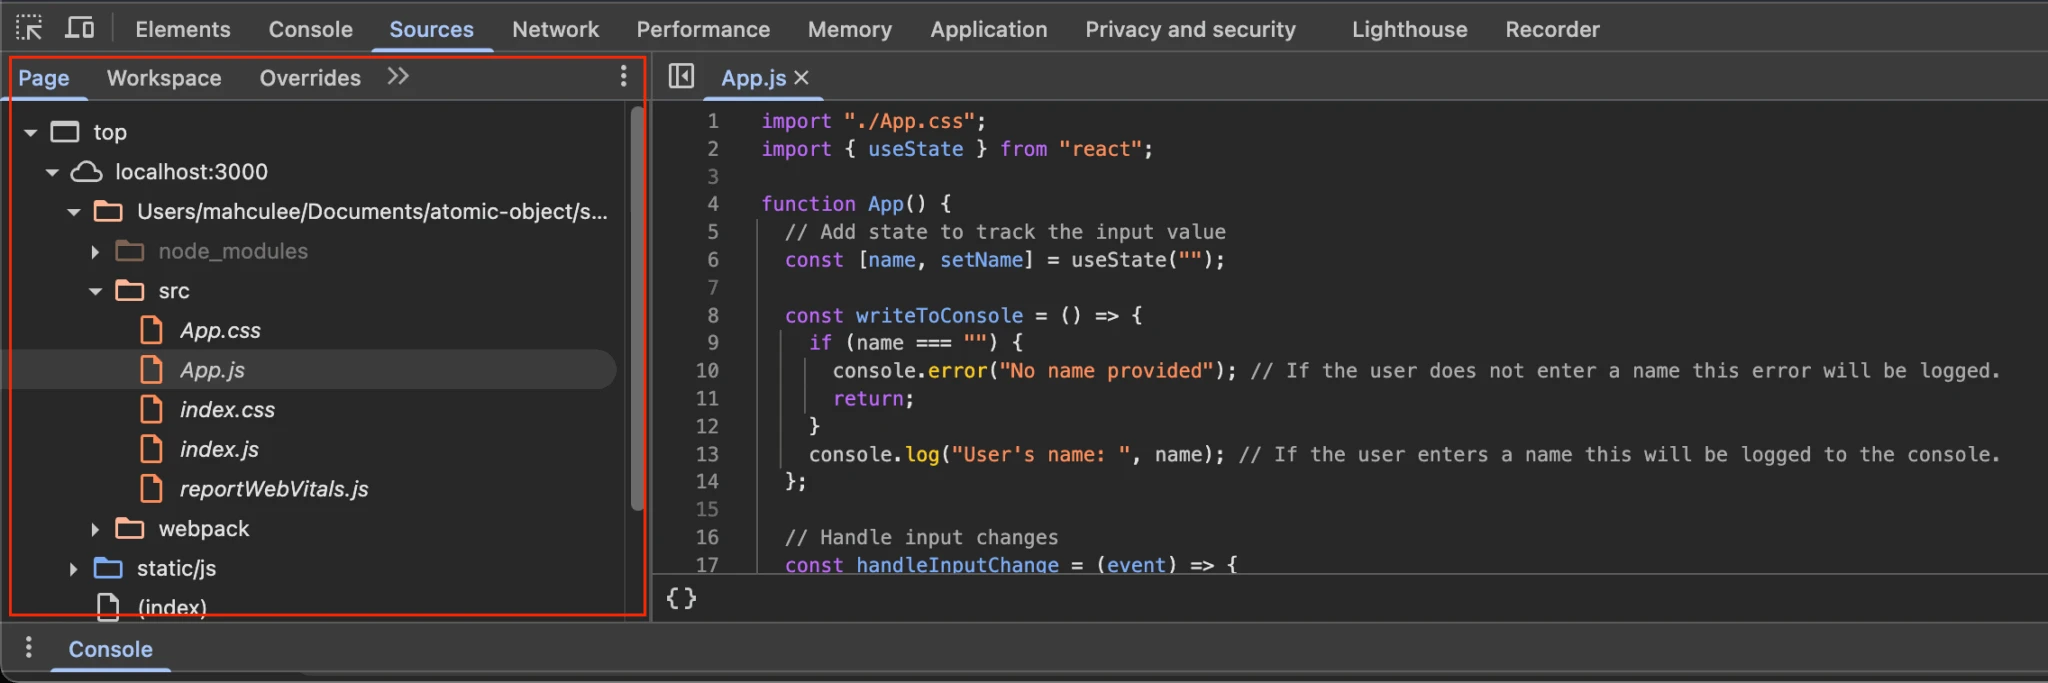 Elements Console Sources Network Performance Memory Application Privacy and security Lighthouse Recorder
Page Workspace Overrides
top
localhost:3000
Users/mahculee/Documents/atomic-object/s...
node_modules
src
App.css
App.js
index.css
index.js
reportWebVitals.js
webpack
static/js
(index)
App.js
1 import "./App.css";
2 import { useState } from "react";
3
4 function App() {
5 // Add state to track the input value
6 const [name, setName] = useState("");
7
8 const writeToConsole = () => {
9 if (name === "") {
10 console.error("No name provided"); // If the user does not enter a name this error will be logged.
11 return;
12 }
13 console.log("User's name: ", name); // If the user enters a name this will be logged to the console.
14 };
15
16 // Handle input changes
17 const handleInputChange = (event) => {
{}
Console